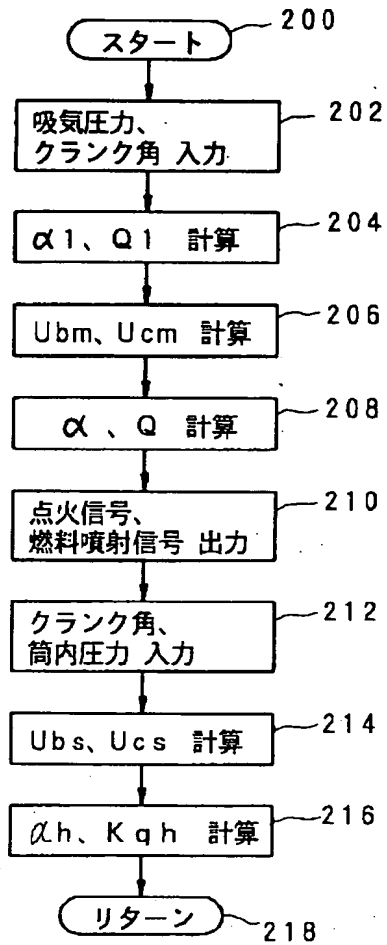 スタート
200
吸気圧力、
クランク角 入力
202
α1、Q1 計算
204
Ubm、Ucm 計算
206
α、Q 計算
208
点火信号、
燃料噴射信号 出力
210
クランク角、
筒内圧力 入力
212
Ubs、Ucs 計算
214
αh、Kqh 計算
216
リターン
218